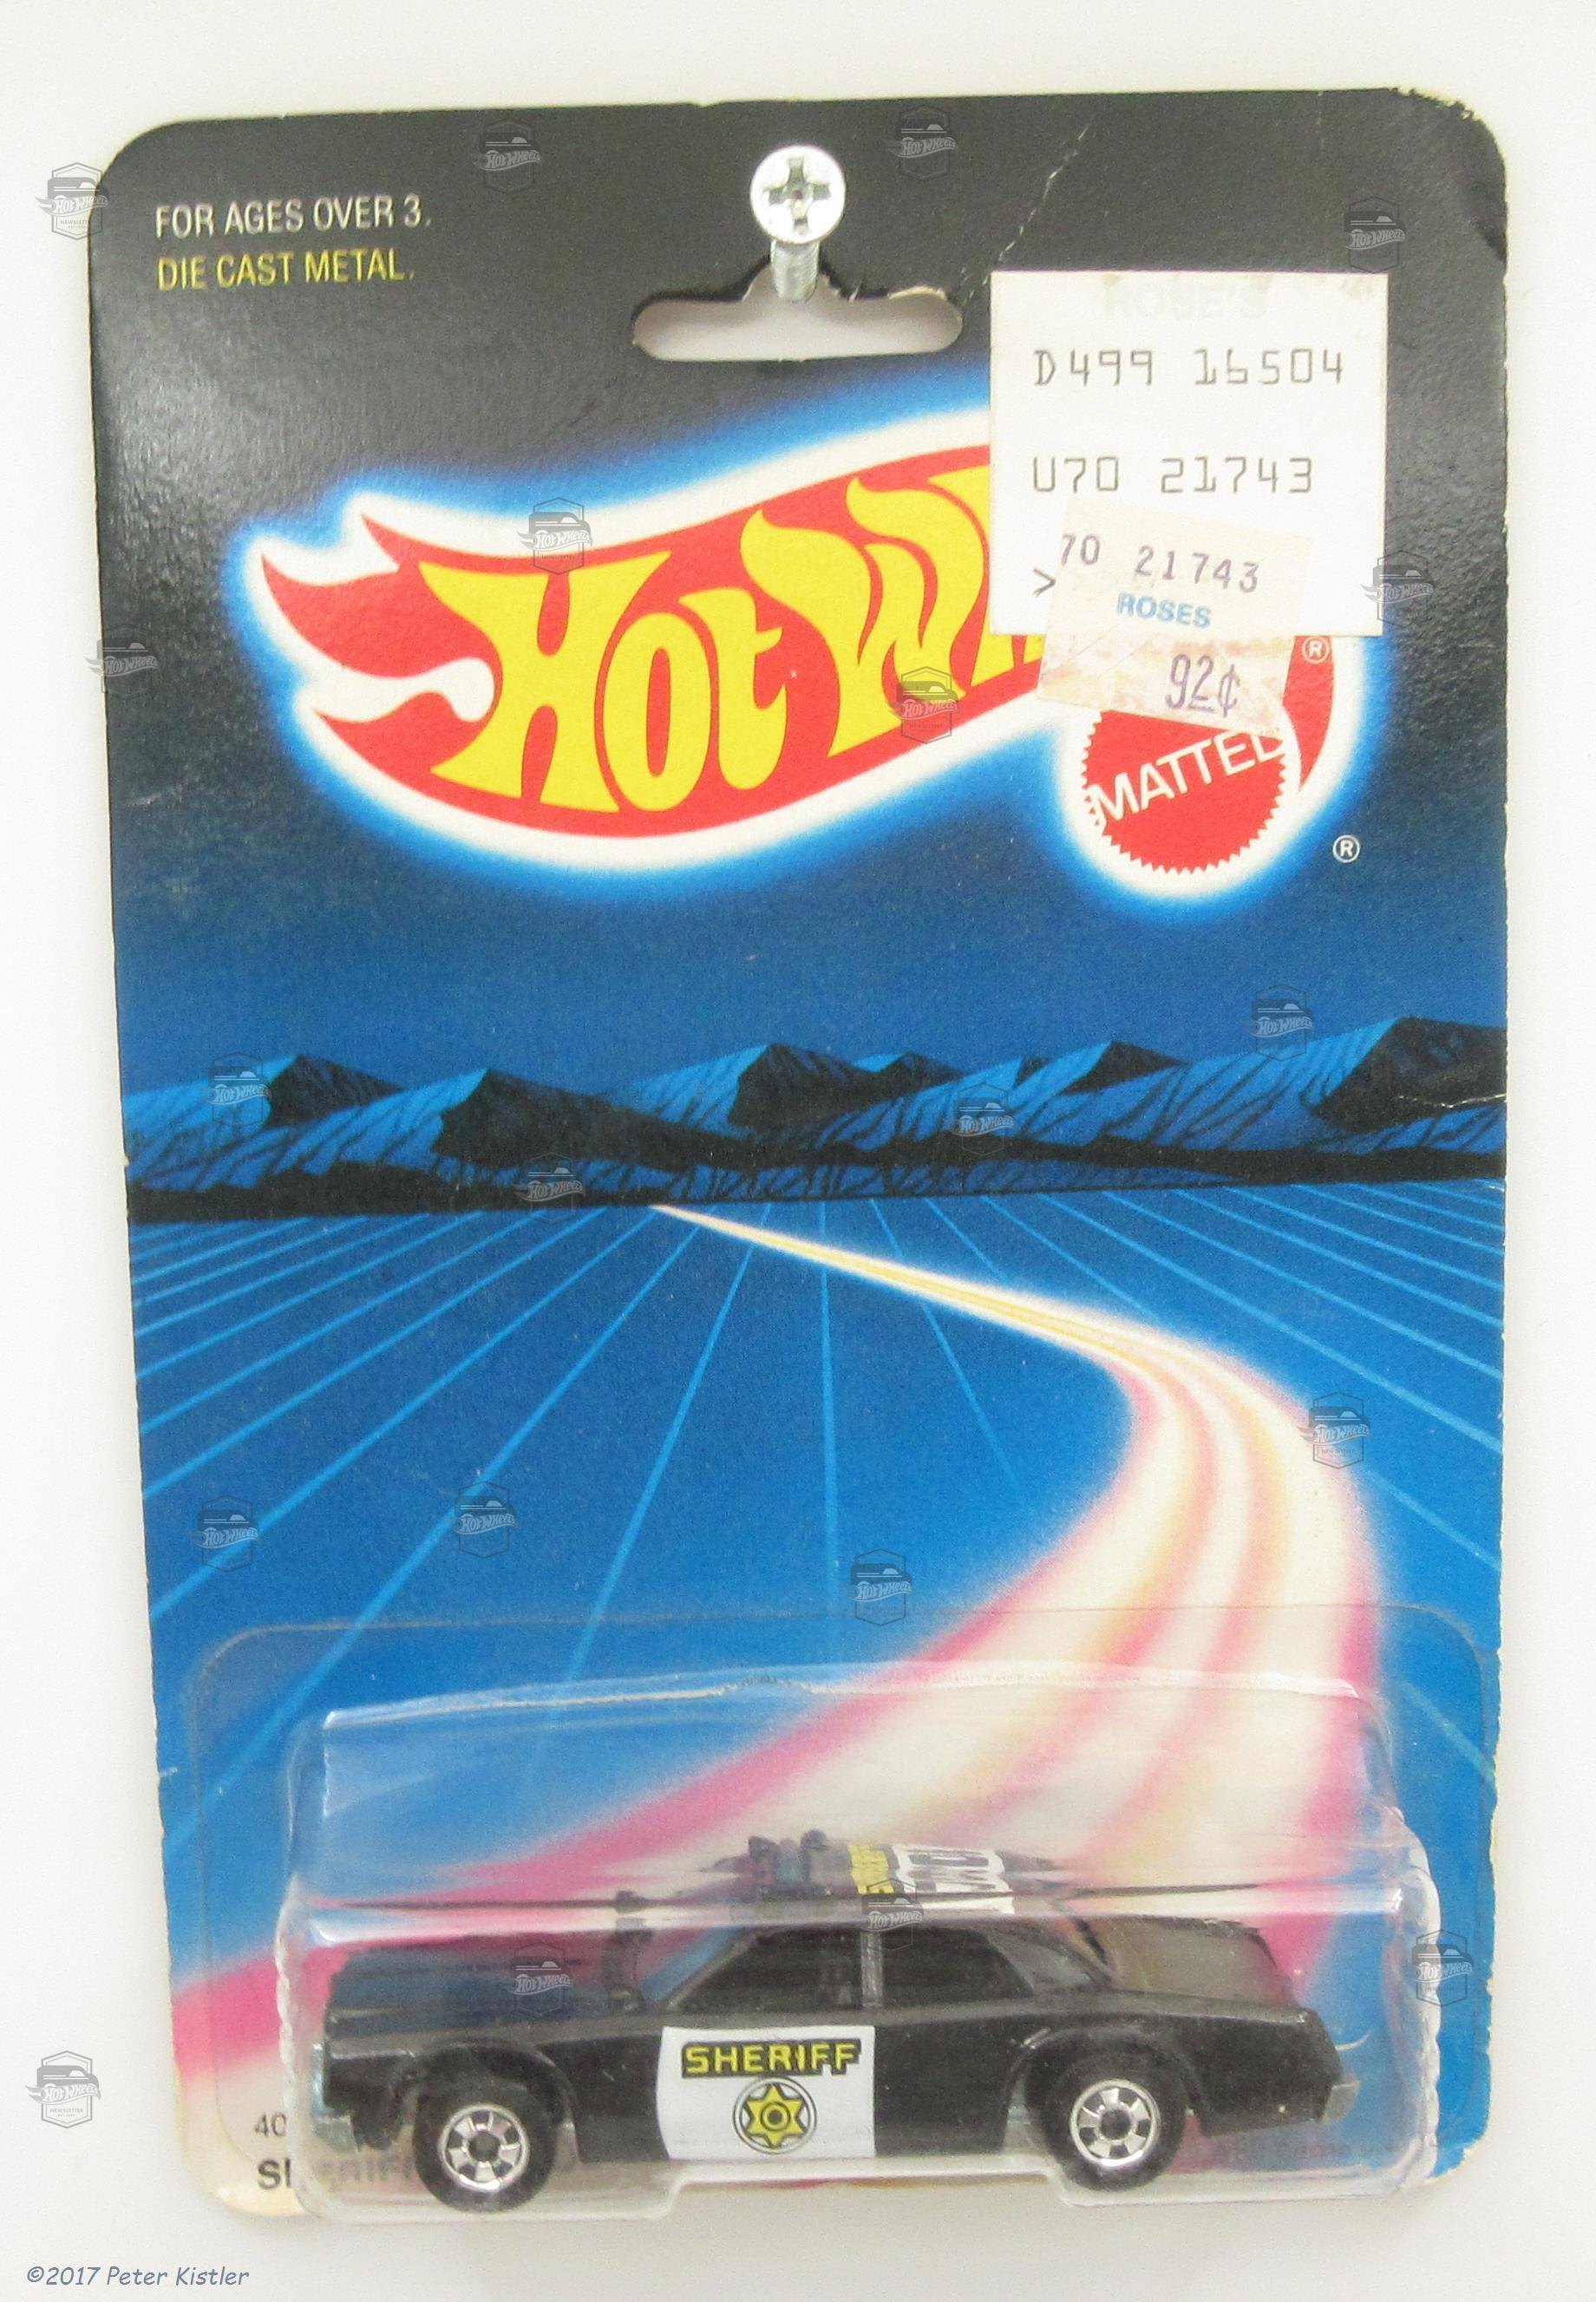 FOR AGES OVER 3.
DIE CAST METAL.
ROSE'S
D499 16504
U70 21743
>
70 21743
ROSES
92¢
HOT
®
MATTEL
®
SHERIFF
40
SHERIFF
©2017 Peter Kistler